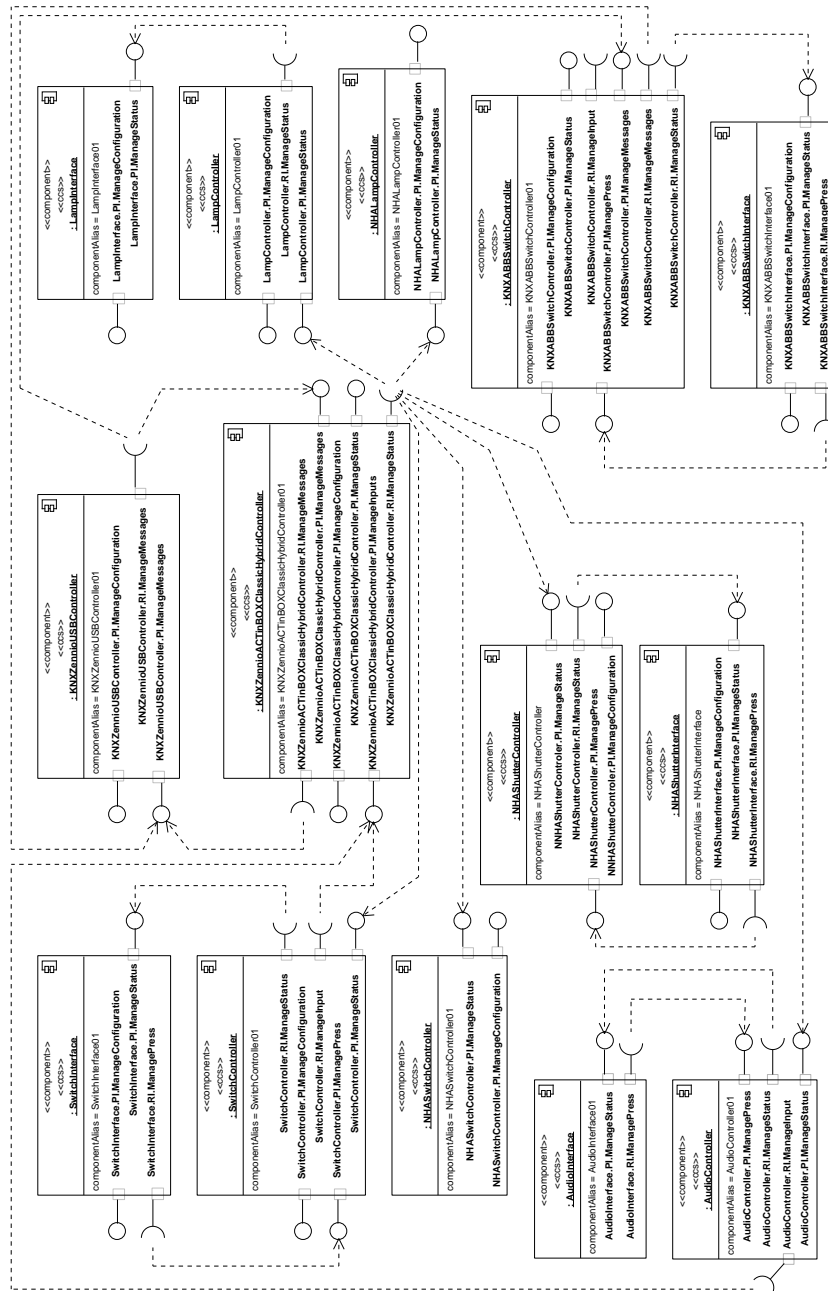 <<component>>
<<ccs>>
: LampInterface
componentAlias = LampInterface01
LampInterface.PI.ManageConfiguration
LampInterface.PI.ManageStatus
<<component>>
<<ccs>>
: LampController
componentAlias = LampController01
LampController.PI.ManageConfiguration
LampController.RI.ManageStatus
LampController.PI.ManageStatus
<<component>>
<<ccs>>
: NHALampController
componentAlias = NHALampController01
NHALampController.PI.ManageConfiguration
NHALampController.PI.ManageStatus
<<component>>
<<ccs>>
: KNXABBSwitchController
componentAlias = KNXABBSwitchController01
KNXABBSwitchController.PI.ManageConfiguration
KNXABBSwitchController.PI.ManageStatus
KNXABBSwitchController.RI.ManageInput
KNXABBSwitchController.PI.ManagePress
KNXABBSwitchController.PI.ManageMessages
KNXABBSwitchController.RI.ManageMessages
KNXABBSwitchController.RI.ManageStatus
<<component>>
<<ccs>>
: KNXABBSwitchInterface
componentAlias = KNXABBSwitchInterface01
KNXABBSwitchInterface.PI.ManageConfiguration
KNXABBSwitchInterface.PI.ManageStatus
KNXABBSwitchInterface.RI.ManagePress
<<component>>
<<ccs>>
: KNXZennioUSBController
componentAlias = KNXZennioUSBController01
KNXZennioUSBController.PI.ManageConfiguration
KNXZennioUSBController.RI.ManageMessages
KNXZennioUSBController.PI.ManageMessages
<<component>>
<<ccs>>
: KNXZennioACTinBOXClassicHybridController
componentAlias = KNXZennioACTinBOXClassicHybridController01
KNXZennioACTinBOXClassicHybridController.RI.ManageMessages
KNXZennioACTinBOXClassicHybridController.PI.ManageMessages
KNXZennioACTinBOXClassicHybridController.PI.ManageConfiguration
KNXZennioACTinBOXClassicHybridController.PI.ManageStatus
KNXZennioACTinBOXClassicHybridController.PI.ManageInputs
KNXZennioACTinBOXClassicHybridController.RI.ManageStatus
<<component>>
<<ccs>>
: NHAShutterController
componentAlias = NHAShutterController
NNHAShutterControler.PI.ManageStatus
NHAShutterController.RI.ManageStatus
NHAShutterController.PI.ManagePress
NNHAShutterControler.PI.ManageConfiguration
<<component>>
<<ccs>>
: NHAShutterInterface
componentAlias = NHAShutterInterface
NHAShutterInterface.PI.ManageConfiguration
NHAShutterInterface.PI.ManageStatus
NHAShutterInterface.RI.ManagePress
<<component>>
<<ccs>>
: SwitchInterface
componentAlias = SwitchInterface01
SwitchInterface.PI.ManageConfiguration
SwitchInterface.PI.ManageStatus
SwitchInterface.RI.ManagePress
<<component>>
<<ccs>>
: SwitchController
componentAlias = SwitchController01
SwitchController.RI.ManageStatus
SwitchController.PI.ManageConfiguration
SwitchController.RI.ManageInput
SwitchController.PI.ManagePress
SwitchController.PI.ManageStatus
<<component>>
<<ccs>>
: NHASwitchController
componentAlias = NHASwitchController01
NHASwitchController.PI.ManageStatus
NHASwitchController.PI.ManageConfiguration
<<component>>
<<ccs>>
: AudioInterface
componentAlias = AudioInterface01
AudioInterface.PI.ManageStatus
AudioInterface.RI.ManagePress
<<component>>
<<ccs>>
: AudioController
componentAlias = AudioController01
AudioController.PI.ManagePress
AudioController.RI.ManageStatus
AudioController.RI.ManageInput
AudioController.PI.ManageStatus